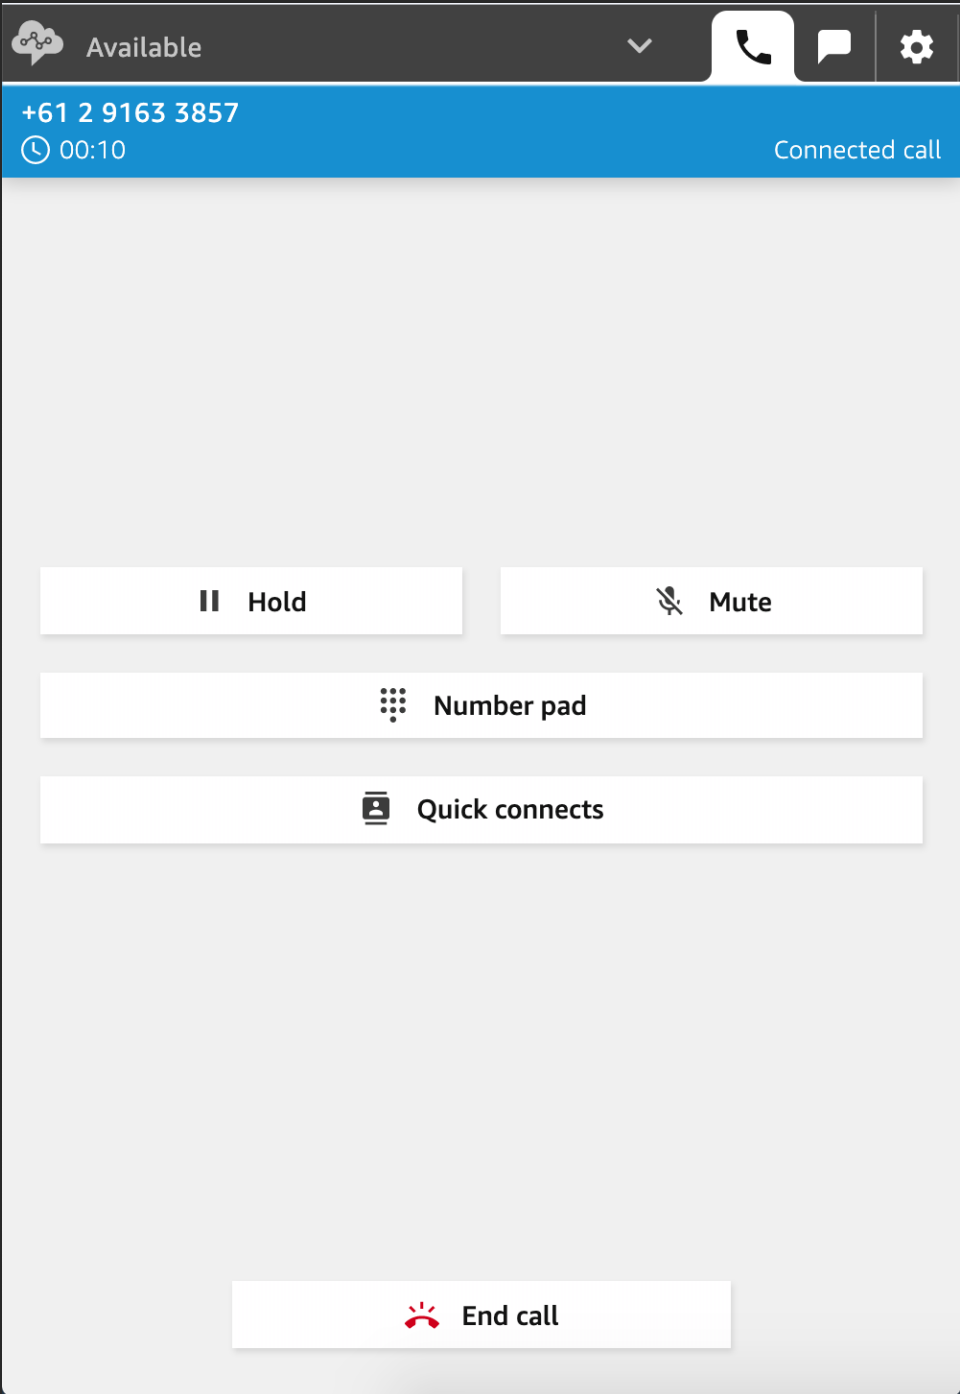 Available
+61 2 9163 3857
00:10
Connected call
Hold
Mute
Number pad
Quick connects
End call